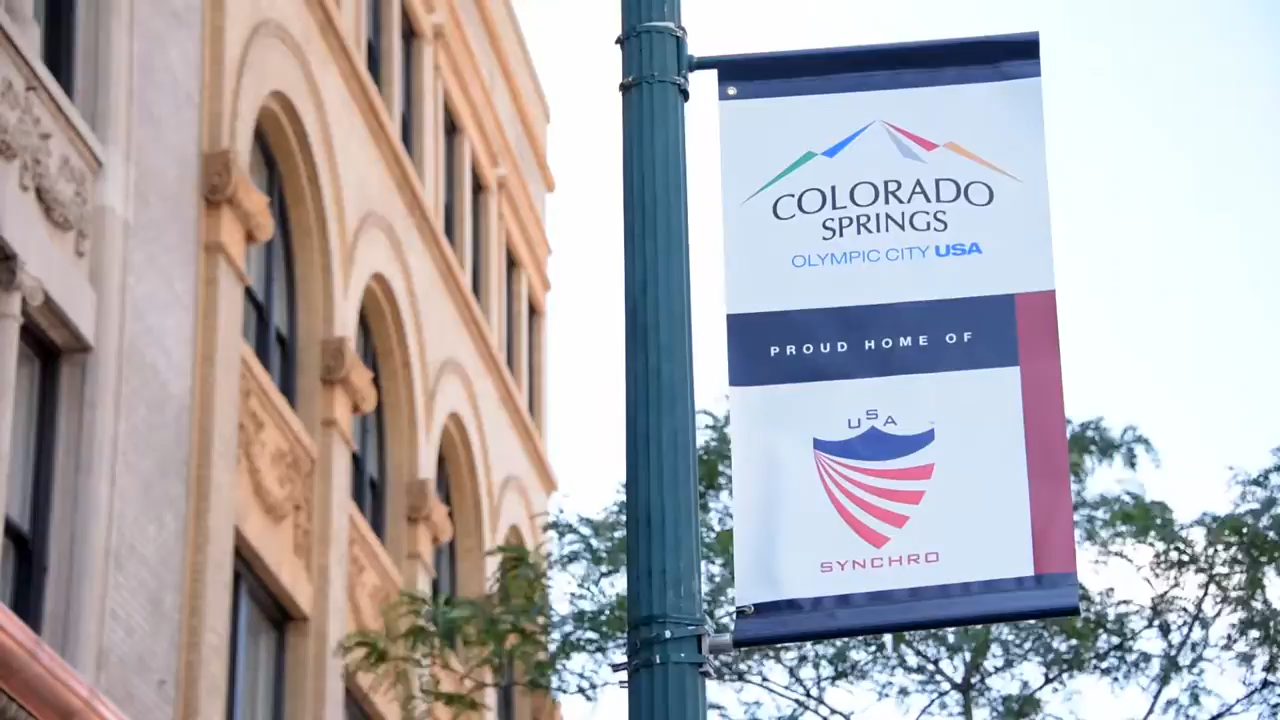 COLORADO
SPRINGS
OLYMPIC CITY USA
PROUD HOME OF
USA
SYNCHRO